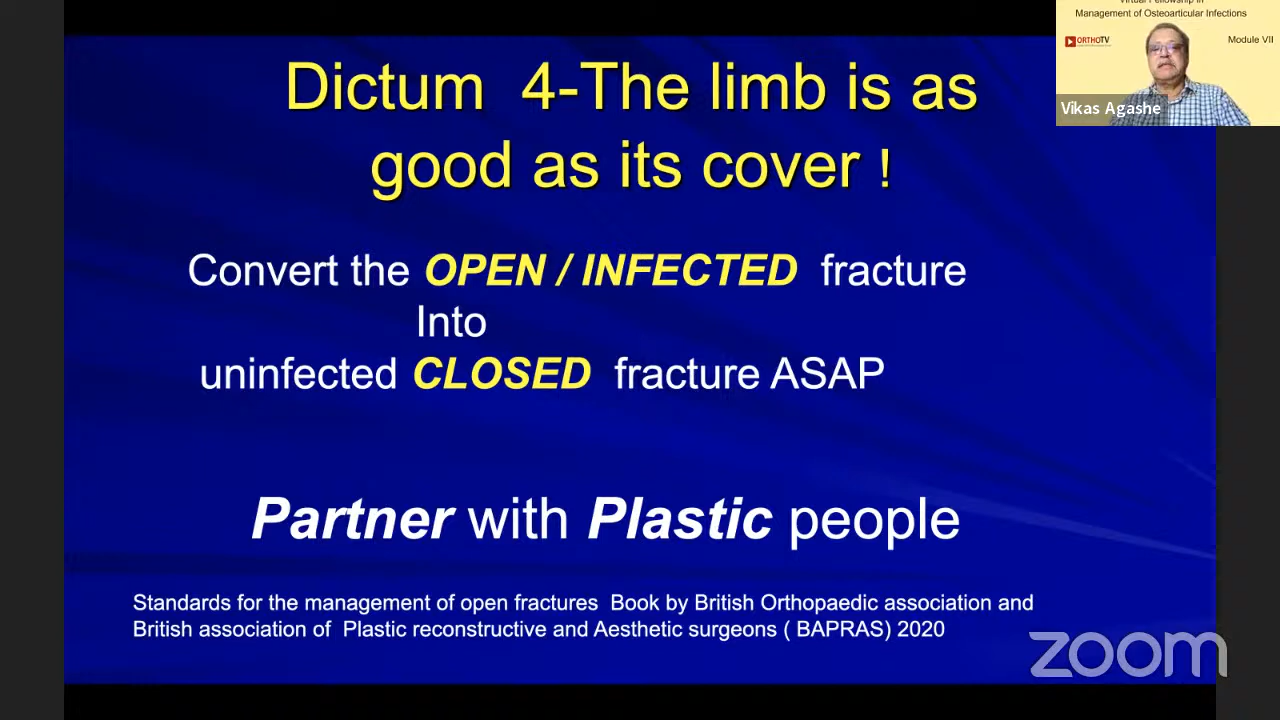 Dictum 4-The limb is as
good as its cover !
Convert the OPEN / INFECTED fracture
Into
uninfected CLOSED fracture ASAP
Partner with Plastic people
Standards for the management of open fractures Book by British Orthopaedic association and
British association of Plastic reconstructive and Aesthetic surgeons ( BAPRAS) 2020
zoom
Virtual Fellowship in
Management of Osteoarticular Infections
ORTHOTV
Module VII
Vikas Agashe